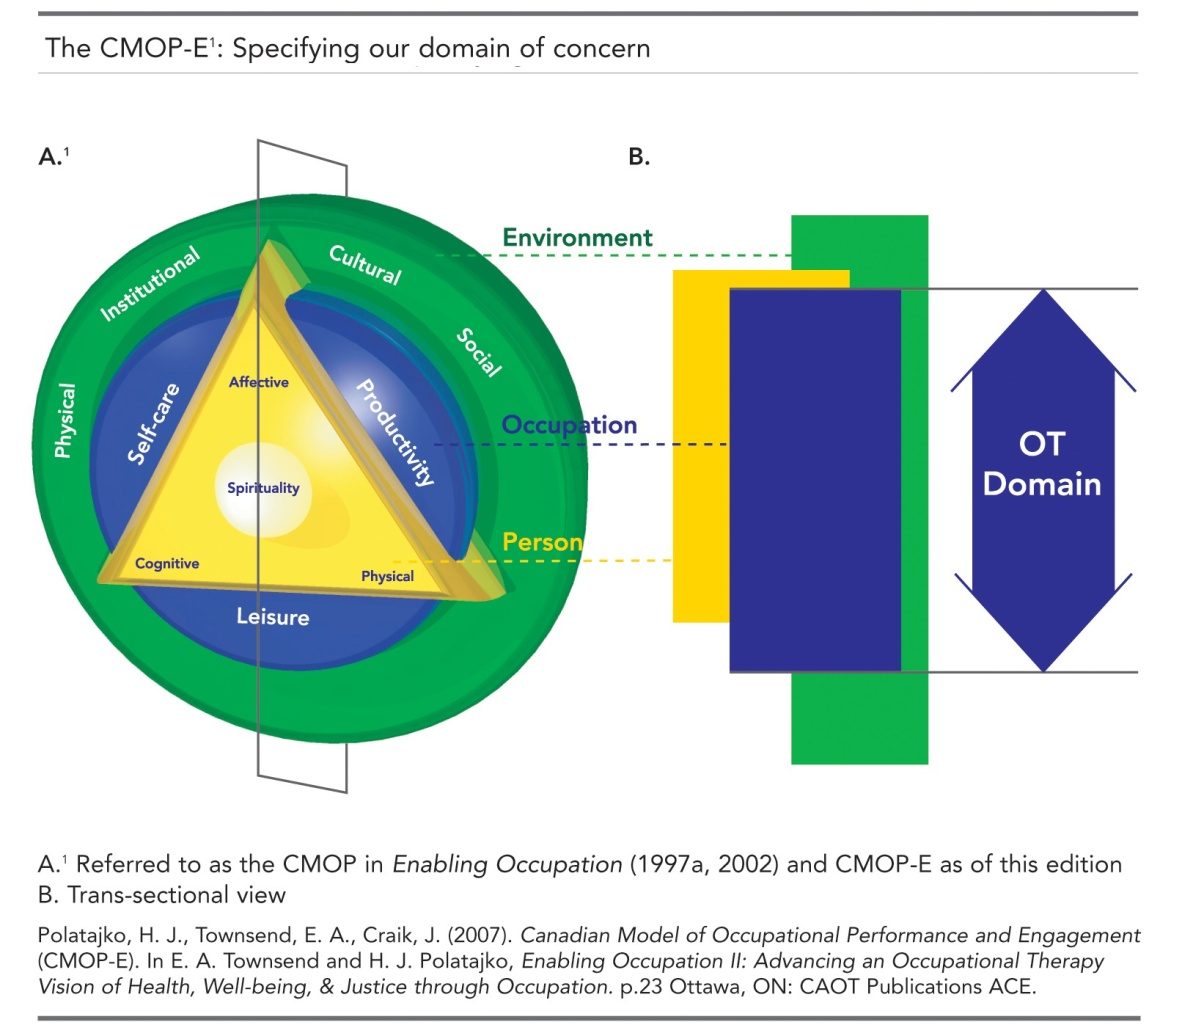 The CMOP-E¹: Specifying our domain of concern
A.¹
B.
Environment
Institutional
Cultural
Social
Physical
Self-care
Affective
Productivity
Occupation
OT
Domain
Spirituality
Person
Cognitive
Physical
Leisure
A.¹ Referred to as the CMOP in Enabling Occupation (1997a, 2002) and CMOP-E as of this edition
B. Trans-sectional view
Polatajko, H. J., Townsend, E. A., Craik, J. (2007). Canadian Model of Occupational Performance and Engagement
(CMOP-E). In E. A. Townsend and H. J. Polatajko, Enabling Occupation II: Advancing an Occupational Therapy
Vision of Health, Well-being, & Justice through Occupation. p.23 Ottawa, ON: CAOT Publications ACE.